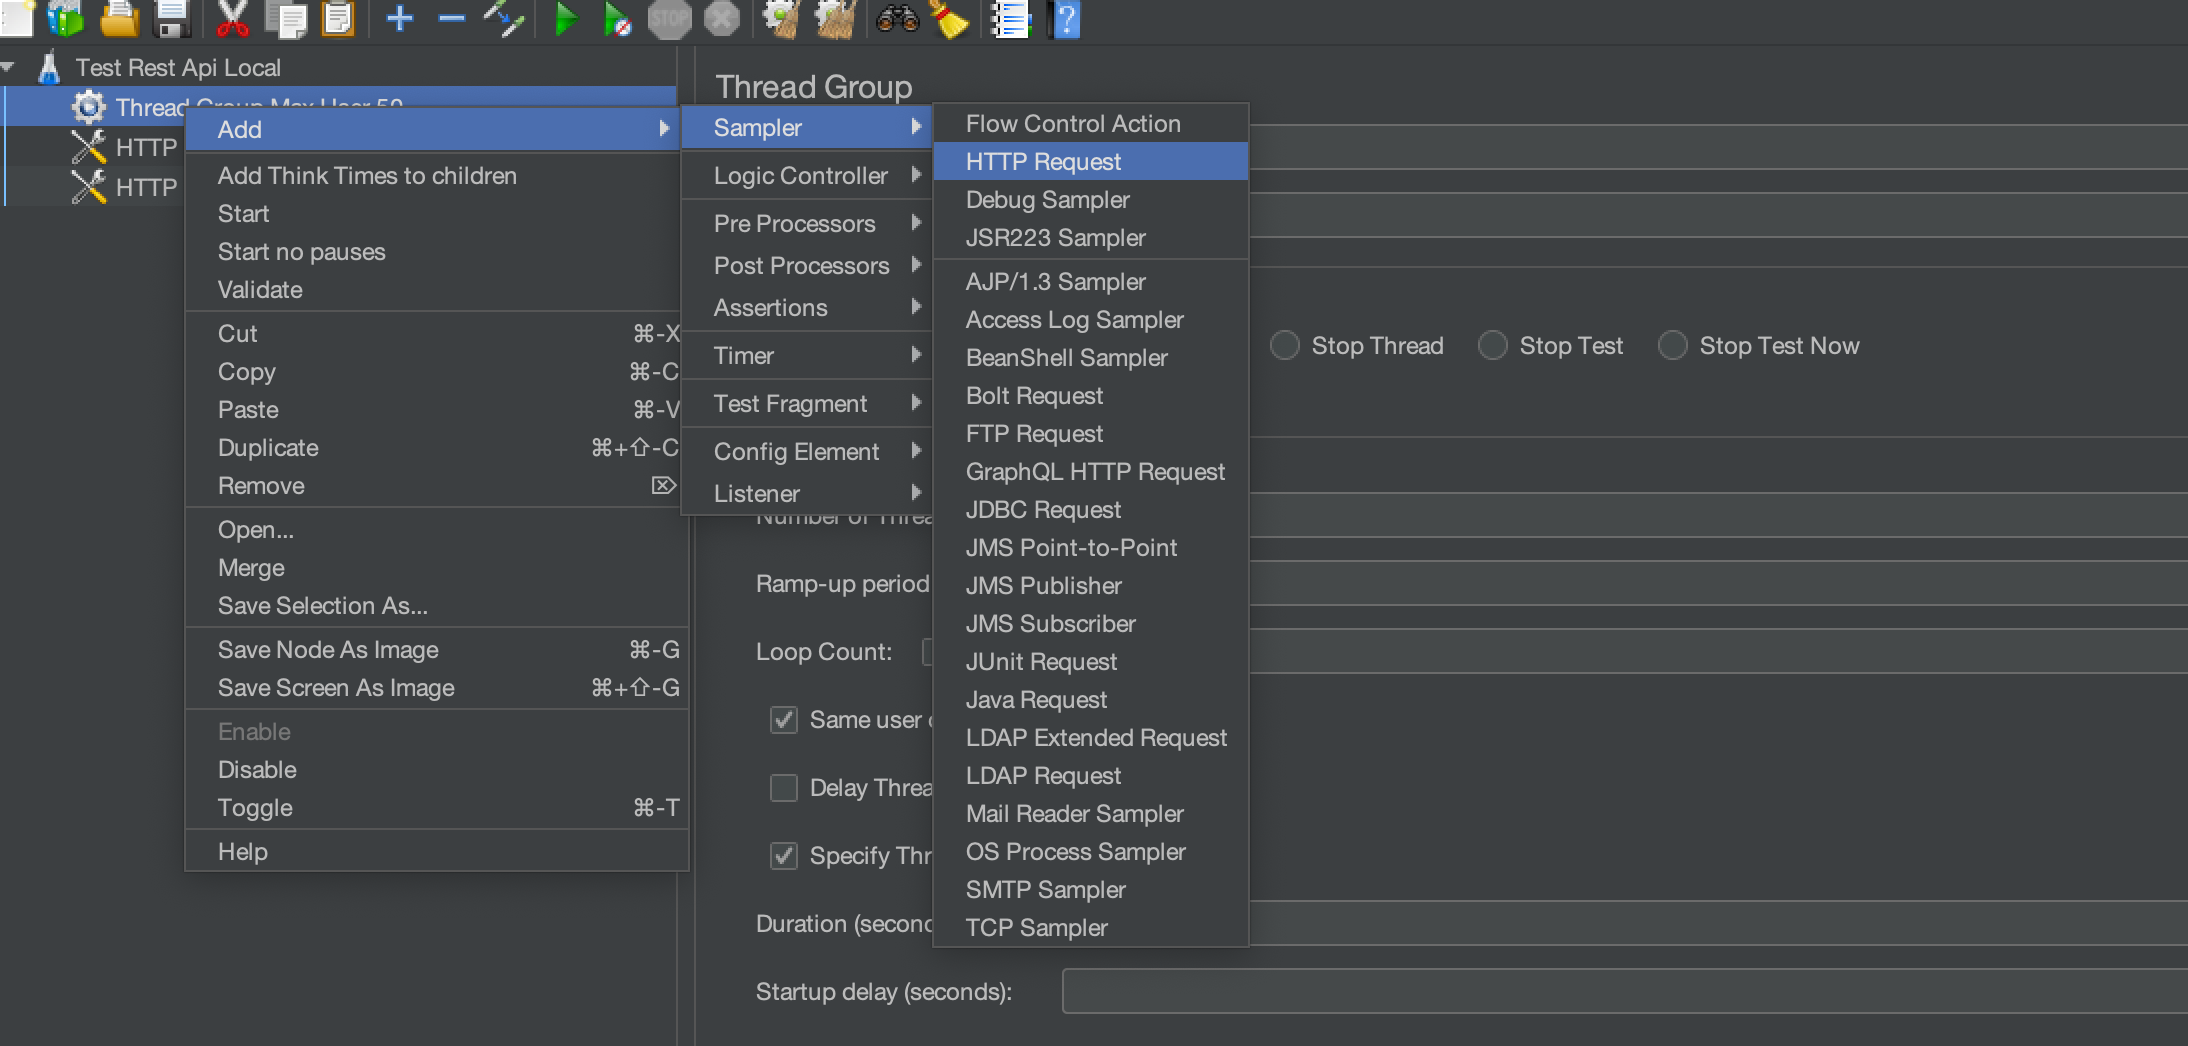 STOP
Test Rest Api Local
Thread Group Max User 50
HTTP
HTTP
Add
Add Think Times to children
Start
Start no pauses
Validate
Cut ⌘-X
Copy ⌘-C
Paste ⌘-V
Duplicate ⌘+⇧-C
Remove ⌦
Open...
Merge
Save Selection As...
Save Node As Image ⌘-G
Save Screen As Image ⌘+⇧-G
Enable
Disable
Toggle ⌘-T
Help
Sampler
Logic Controller
Pre Processors
Post Processors
Assertions
Timer
Test Fragment
Config Element
Listener
Flow Control Action
HTTP Request
Debug Sampler
JSR223 Sampler
AJP/1.3 Sampler
Access Log Sampler
BeanShell Sampler
Bolt Request
FTP Request
GraphQL HTTP Request
JDBC Request
JMS Point-to-Point
JMS Publisher
JMS Subscriber
JUnit Request
Java Request
LDAP Extended Request
LDAP Request
Mail Reader Sampler
OS Process Sampler
SMTP Sampler
TCP Sampler
Thread Group
Stop Thread Stop Test Stop Test Now
Number of Threa
Ramp-up period
Loop Count:
Same user
Delay Threa
Specify Thr
Duration (second
Startup delay (seconds):